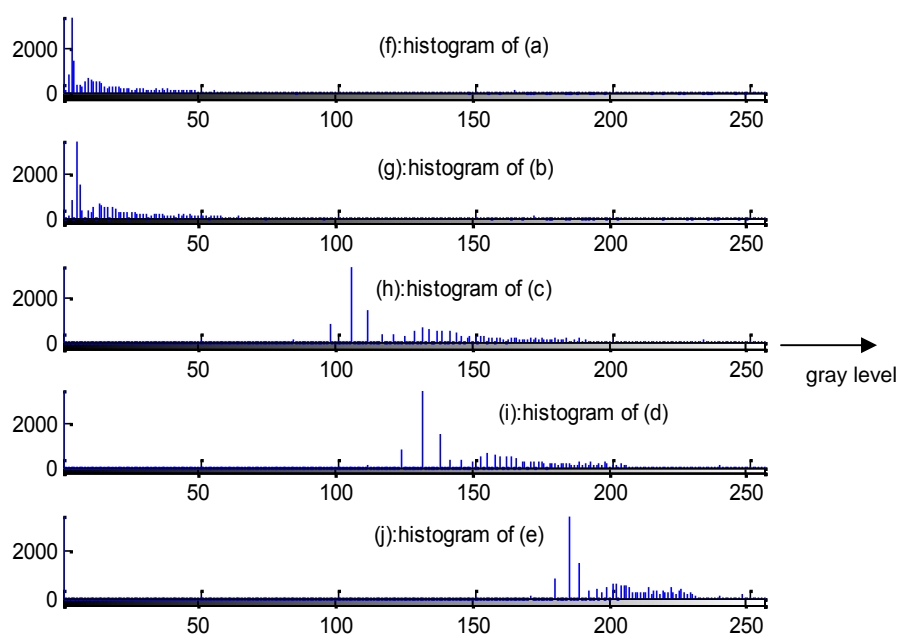 2000
(f):histogram of (a)
0
50 100 150 200 250
2000
(g):histogram of (b)
0
50 100 150 200 250
(h):histogram of (c)
2000
0
50 100 150 200 250
gray level
(i):histogram of (d)
2000
0
50 100 150 200 250
(j):histogram of (e)
2000
0
50 100 150 200 250